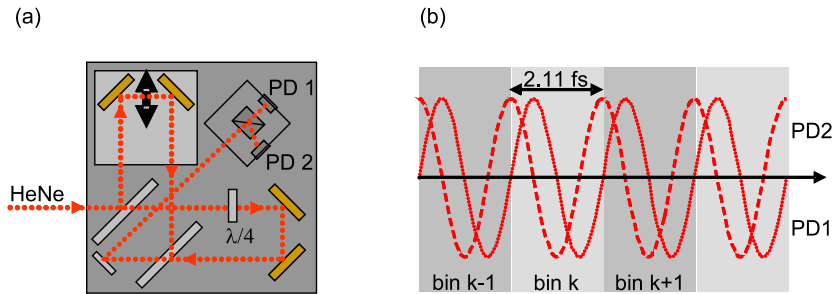 (a)
PD 1
PD 2
HeNe
λ/4
(b)
2.11 fs
PD2
PD1
bin k-1
bin k
bin k+1